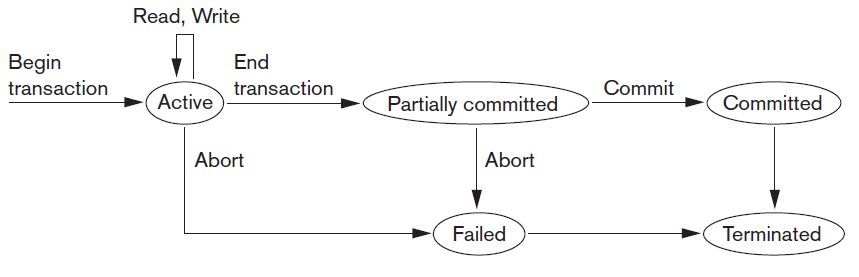 Read, Write
Begin
transaction
End
transaction
Active
Partially committed
Commit
Committed
Abort
Abort
Failed
Terminated